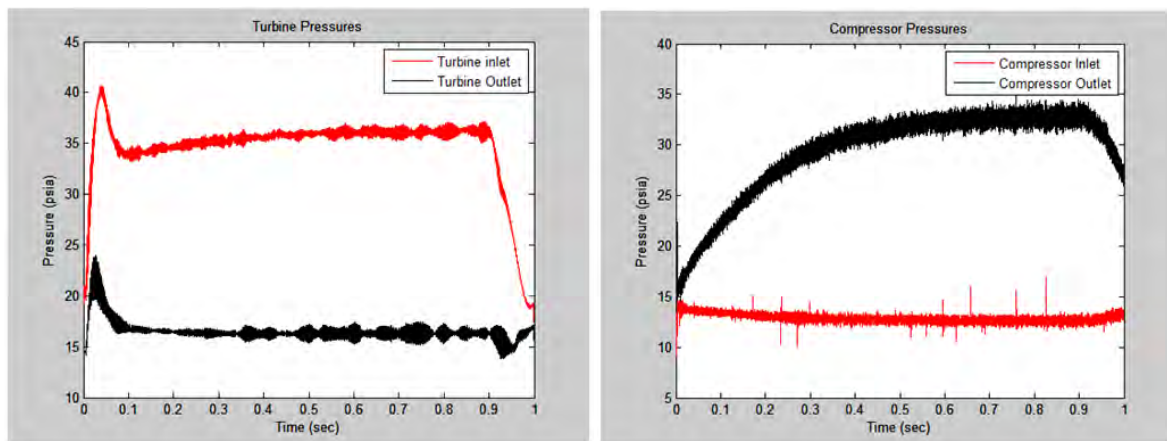 Turbine Pressures
45
40
35
30
25
20
15
10
Pressure (psia)
Turbine inlet
Turbine Outlet
0 0.1 0.2 0.3 0.4 0.5 0.6 0.7 0.8 0.9 1
Time (sec)
Compressor Pressures
40
35
30
25
20
15
10
5
Pressure (psia)
Compressor Inlet
Compressor Outlet
0 0.1 0.2 0.3 0.4 0.5 0.6 0.7 0.8 0.9 1
Time (sec)